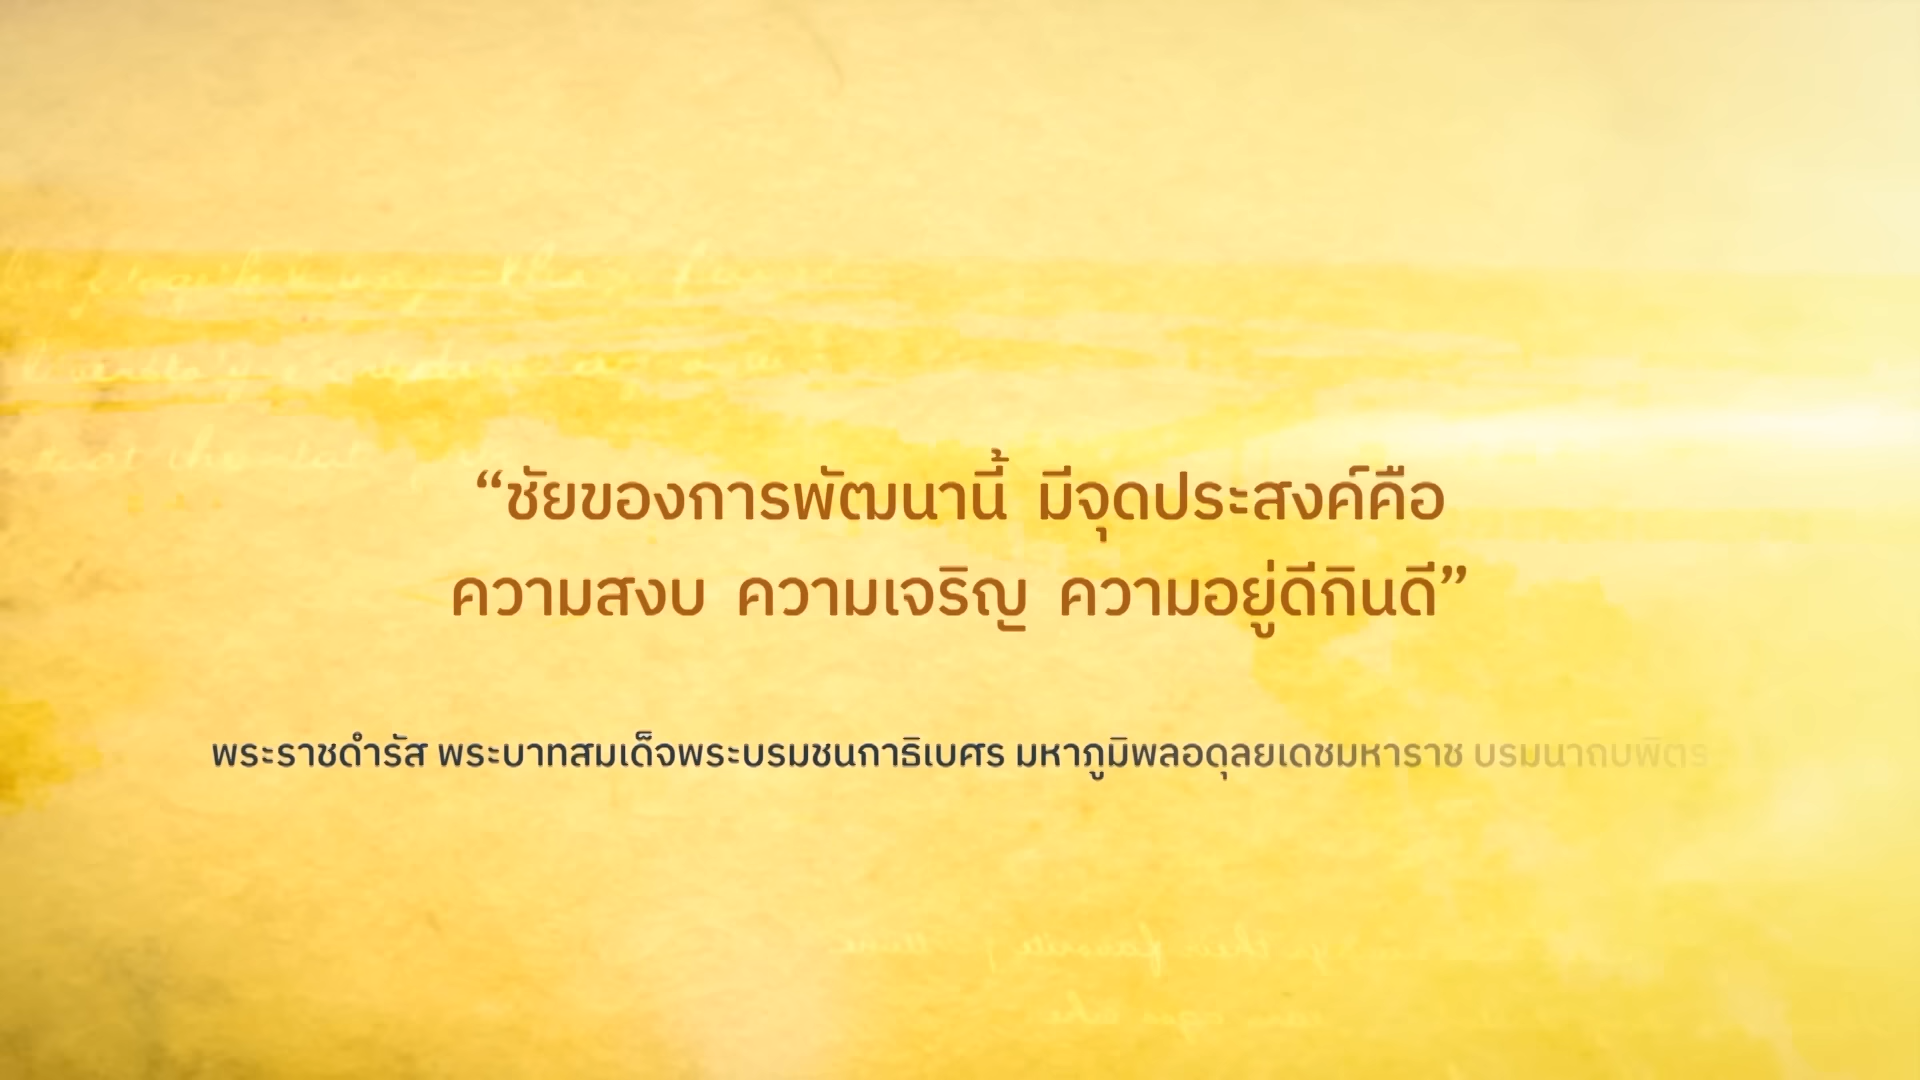 “ชัยของการพัฒนานี้ มีจุดประสงค์คือ
ความสงบ ความเจริญ ความอยู่ดีกินดี”
พระราชดำรัส พระบาทสมเด็จพระบรมชนกาธิเบศร มหาภูมิพลอดุลยเดชมหาราช บรมนาถบพิตร